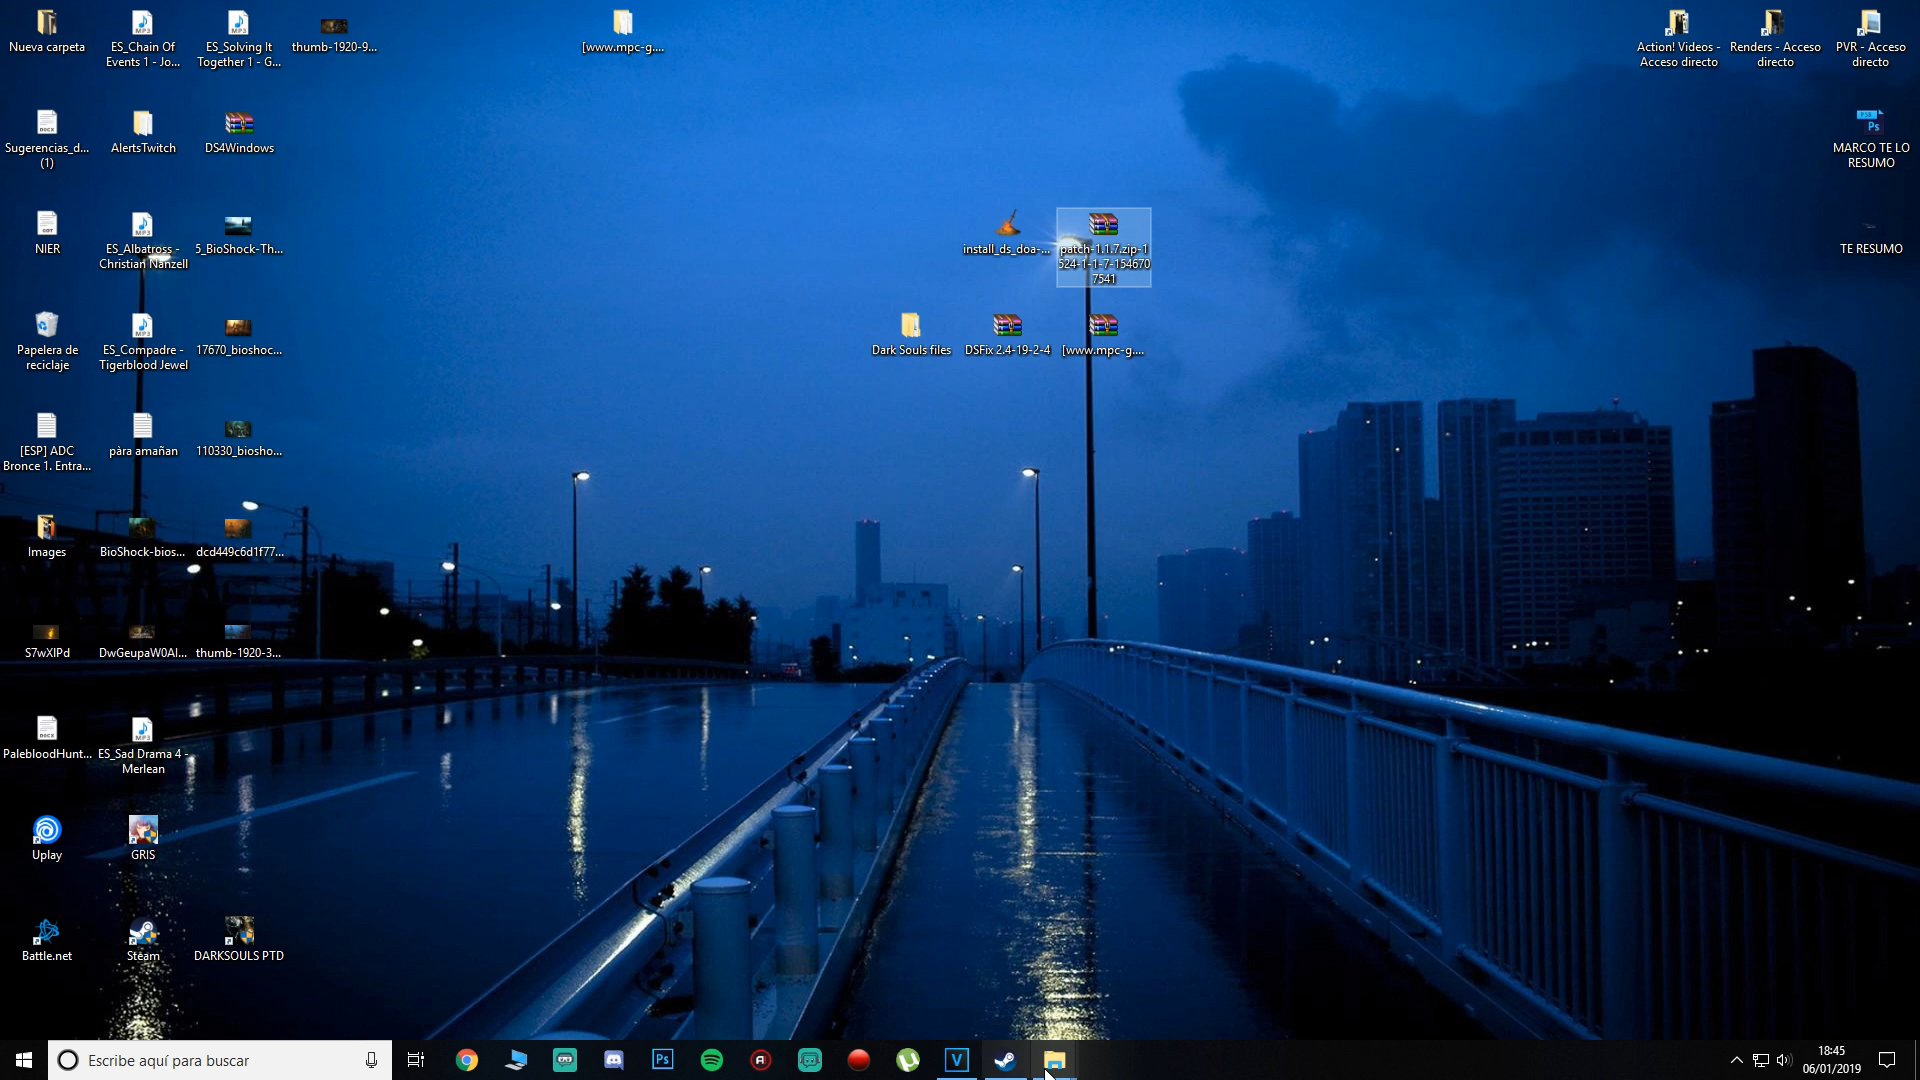 Nueva carpeta
ES_Chain Of
Events 1 - Jo...
ES_Solving It
Together 1 - G...
thumb-1920-9...
[www.mpc-g....
Action! Videos -
Acceso directo
Renders - Acceso
directo
PVR - Acceso
directo
Sugerencias_d...
(1)
AlertsTwitch
DS4Windows
MARCO TE LO
RESUMO
NIER
ES_Albatross -
Christian Nanzell
5_BioShock-Th...
install_ds_doa-...
patch-1.1.7.zip-1
524-1-1-7-154670
7541
TE RESUMO
Papelera de
reciclaje
ES_Compadre -
Tigerblood Jewel
17670_bioshoc...
Dark Souls files
DSFix 2.4-19-2-4
[www.mpc-g....
[ESP] ADC
Bronce 1. Entra...
pàra amañan
110330_biosho...
Images
BioShock-bios...
dcd449c6d1f77...
S7wXIPd
DwGeupaW0AI...
thumb-1920-3...
PalebloodHunt...
ES_Sad Drama 4 -
Merlean
Uplay
GRIS
Battle.net
Steam
DARKSOULS PTD
Escribe aquí para buscar
18:45
06/01/2019